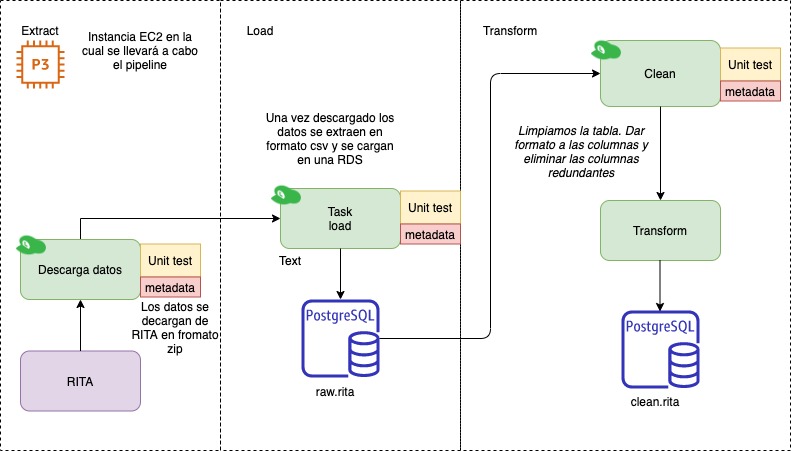 Extract
P3
Instancia EC2 en la
cual se llevará a cabo
el pipeline
Descarga datos
Unit test
metadata
Los datos se
decargan de
RITA en fromato
zip
RITA
Load
Una vez descargado los
datos se extraen en
formato csv y se cargan
en una RDS
Task
load
Unit test
metadata
Text
PostgreSQL
raw.rita
Transform
Clean
Unit test
metadata
Limpiamos la tabla. Dar
formato a las columnas y
eliminar las columnas
redundantes
Transform
PostgreSQL
clean.rita